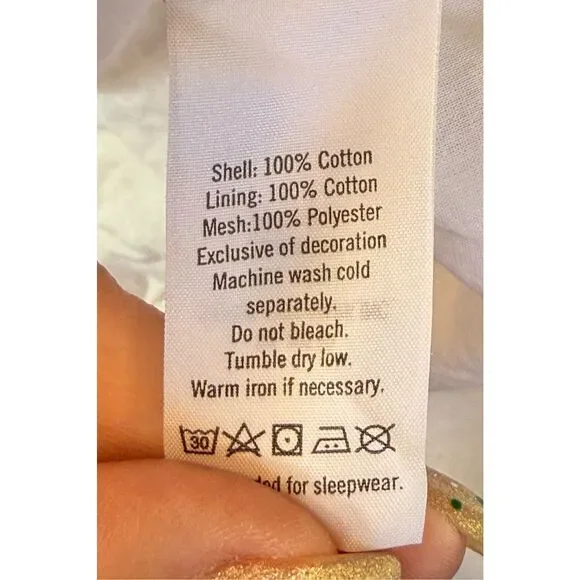 Shell: 100% Cotton
Lining: 100% Cotton
Mesh:100% Polyester
Exclusive of decoration
Machine wash cold
separately.
Do not bleach.
Tumble dry low.
Warm iron if necessary.
30
for sleepwear.